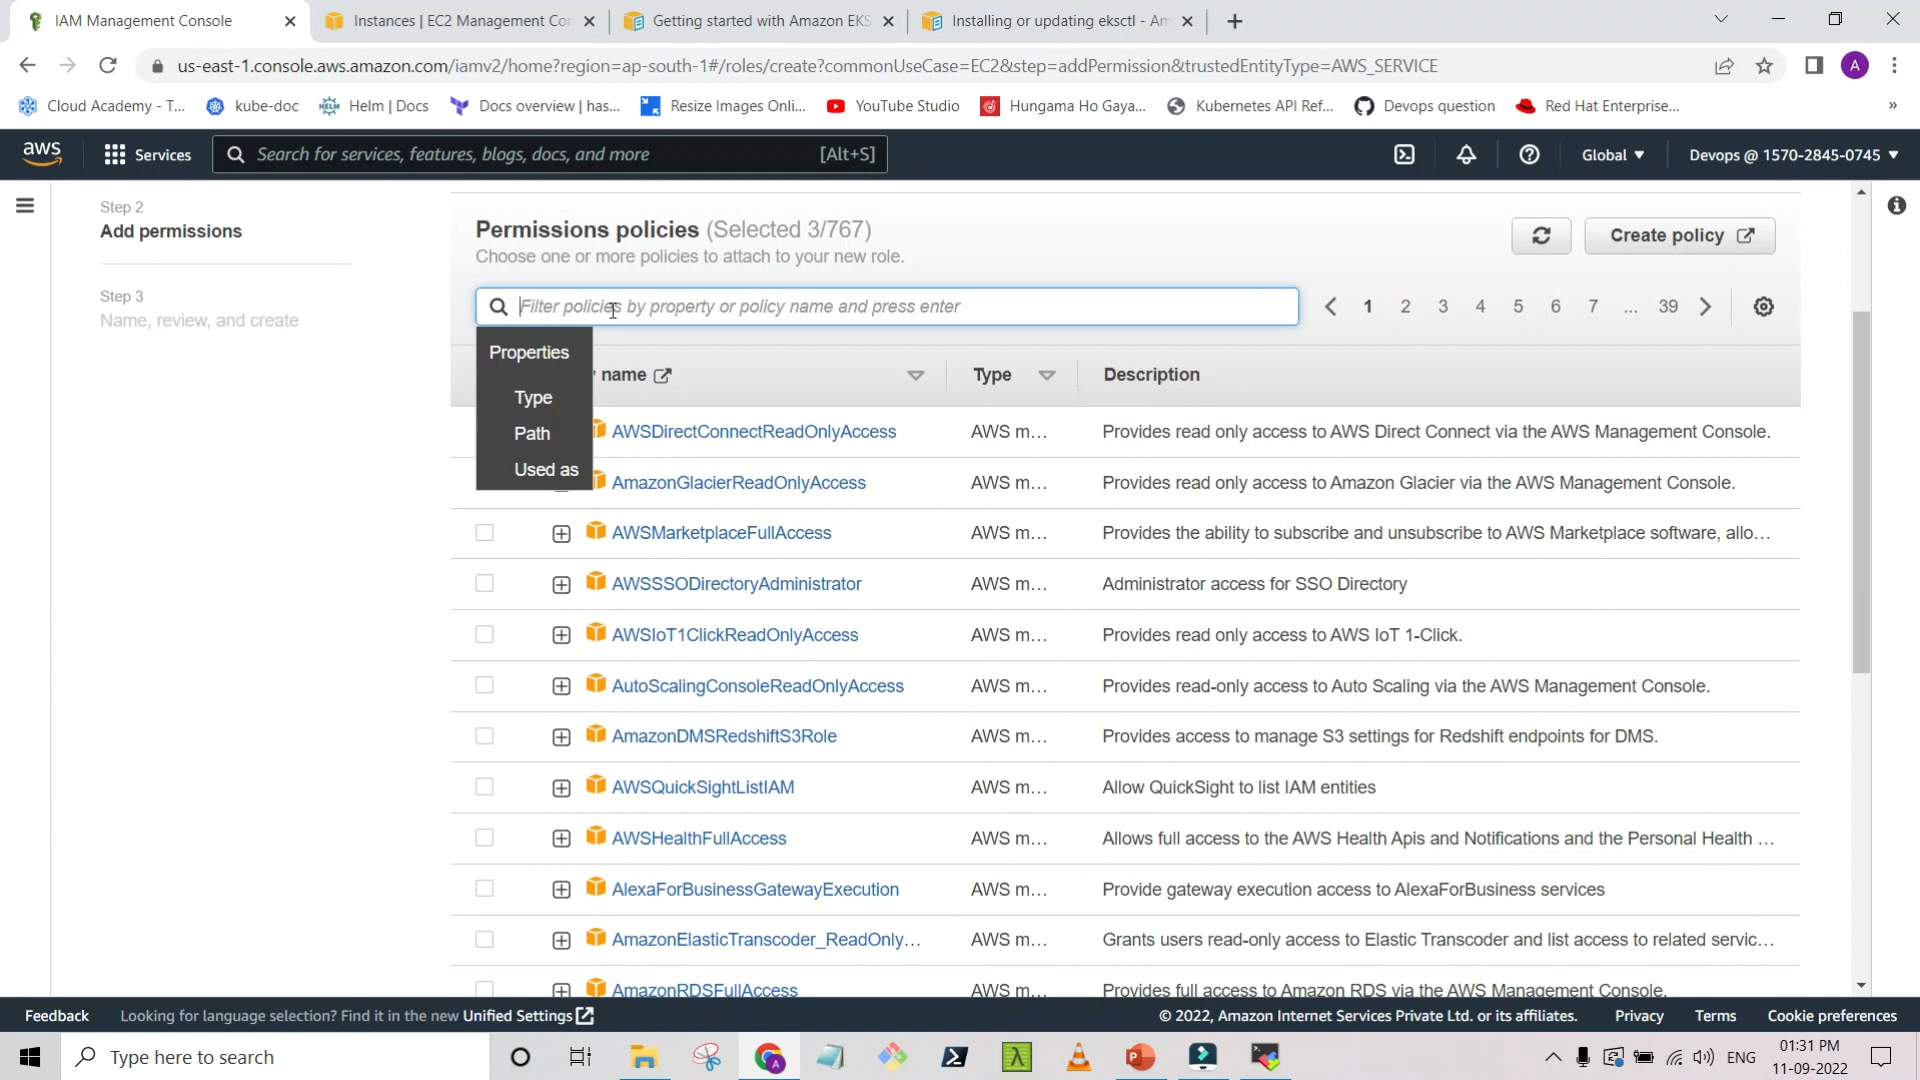 IAM Management Console
Instances | EC2 Management Co
Getting started with Amazon EKS
Installing or updating eksctl - Am
us-east-1.console.aws.amazon.com/iamv2/home?region=ap-south-1#/roles/create?commonUseCase=EC2&step=addPermission&trustedEntityType=AWS_SERVICE
A
Cloud Academy - T...
kube-doc
Helm | Docs
Docs overview | has...
Resize Images Onli...
YouTube Studio
Hungama Ho Gaya...
Kubernetes API Ref...
Devops question
Red Hat Enterprise...
»
aws
Services
Search for services, features, blogs, docs, and more
[Alt+S]
Global
Devops @ 1570-2845-0745
Step 2
Add permissions
Step 3
Name, review, and create
Permissions policies (Selected 3/767)
Choose one or more policies to attach to your new role.
Create policy
Filter policies by property or policy name and press enter
1 2 3 4 5 6 7 ... 39
Properties
Type
Path
Used as
name
Type
Description
AWSDirectConnectReadOnlyAccess AWS m... Provides read only access to AWS Direct Connect via the AWS Management Console.
AmazonGlacierReadOnlyAccess AWS m... Provides read only access to Amazon Glacier via the AWS Management Console.
AWSMarketplaceFullAccess AWS m... Provides the ability to subscribe and unsubscribe to AWS Marketplace software, allo...
AWSSSODirectoryAdministrator AWS m... Administrator access for SSO Directory
AWSIoT1ClickReadOnlyAccess AWS m... Provides read only access to AWS IoT 1-Click.
AutoScalingConsoleReadOnlyAccess AWS m... Provides read-only access to Auto Scaling via the AWS Management Console.
AmazonDMSRedshiftS3Role AWS m... Provides access to manage S3 settings for Redshift endpoints for DMS.
AWSQuickSightListIAM AWS m... Allow QuickSight to list IAM entities
AWSHealthFullAccess AWS m... Allows full access to the AWS Health Apis and Notifications and the Personal Health ...
AlexaForBusinessGatewayExecution AWS m... Provide gateway execution access to AlexaForBusiness services
AmazonElasticTranscoder_ReadOnly... AWS m... Grants users read-only access to Elastic Transcoder and list access to related servic...
AmazonRDSFullAccess AWS m... Provides full access to Amazon RDS via the AWS Management Console.
Feedback
Looking for language selection? Find it in the new Unified Settings
© 2022, Amazon Internet Services Private Ltd. or its affiliates.
Privacy
Terms
Cookie preferences
Type here to search
ENG
01:31 PM
11-09-2022